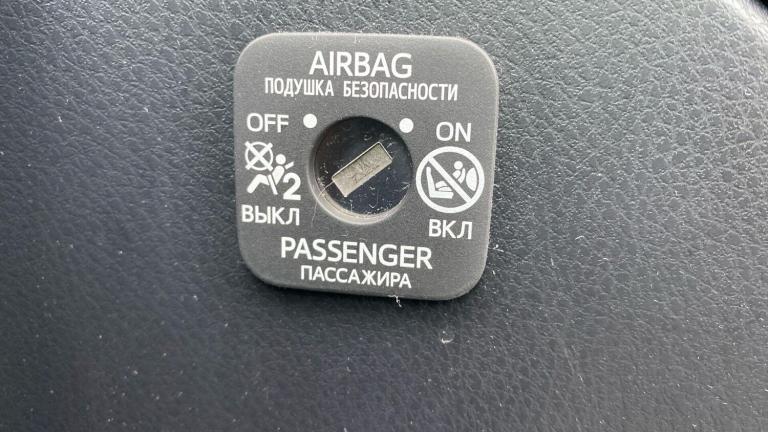 AIRBAG
ПОДУШКА БЕЗОПАСНОСТИ
OFF ON
2
ВЫКЛ ВКЛ
PASSENGER
ПАССАЖИРА